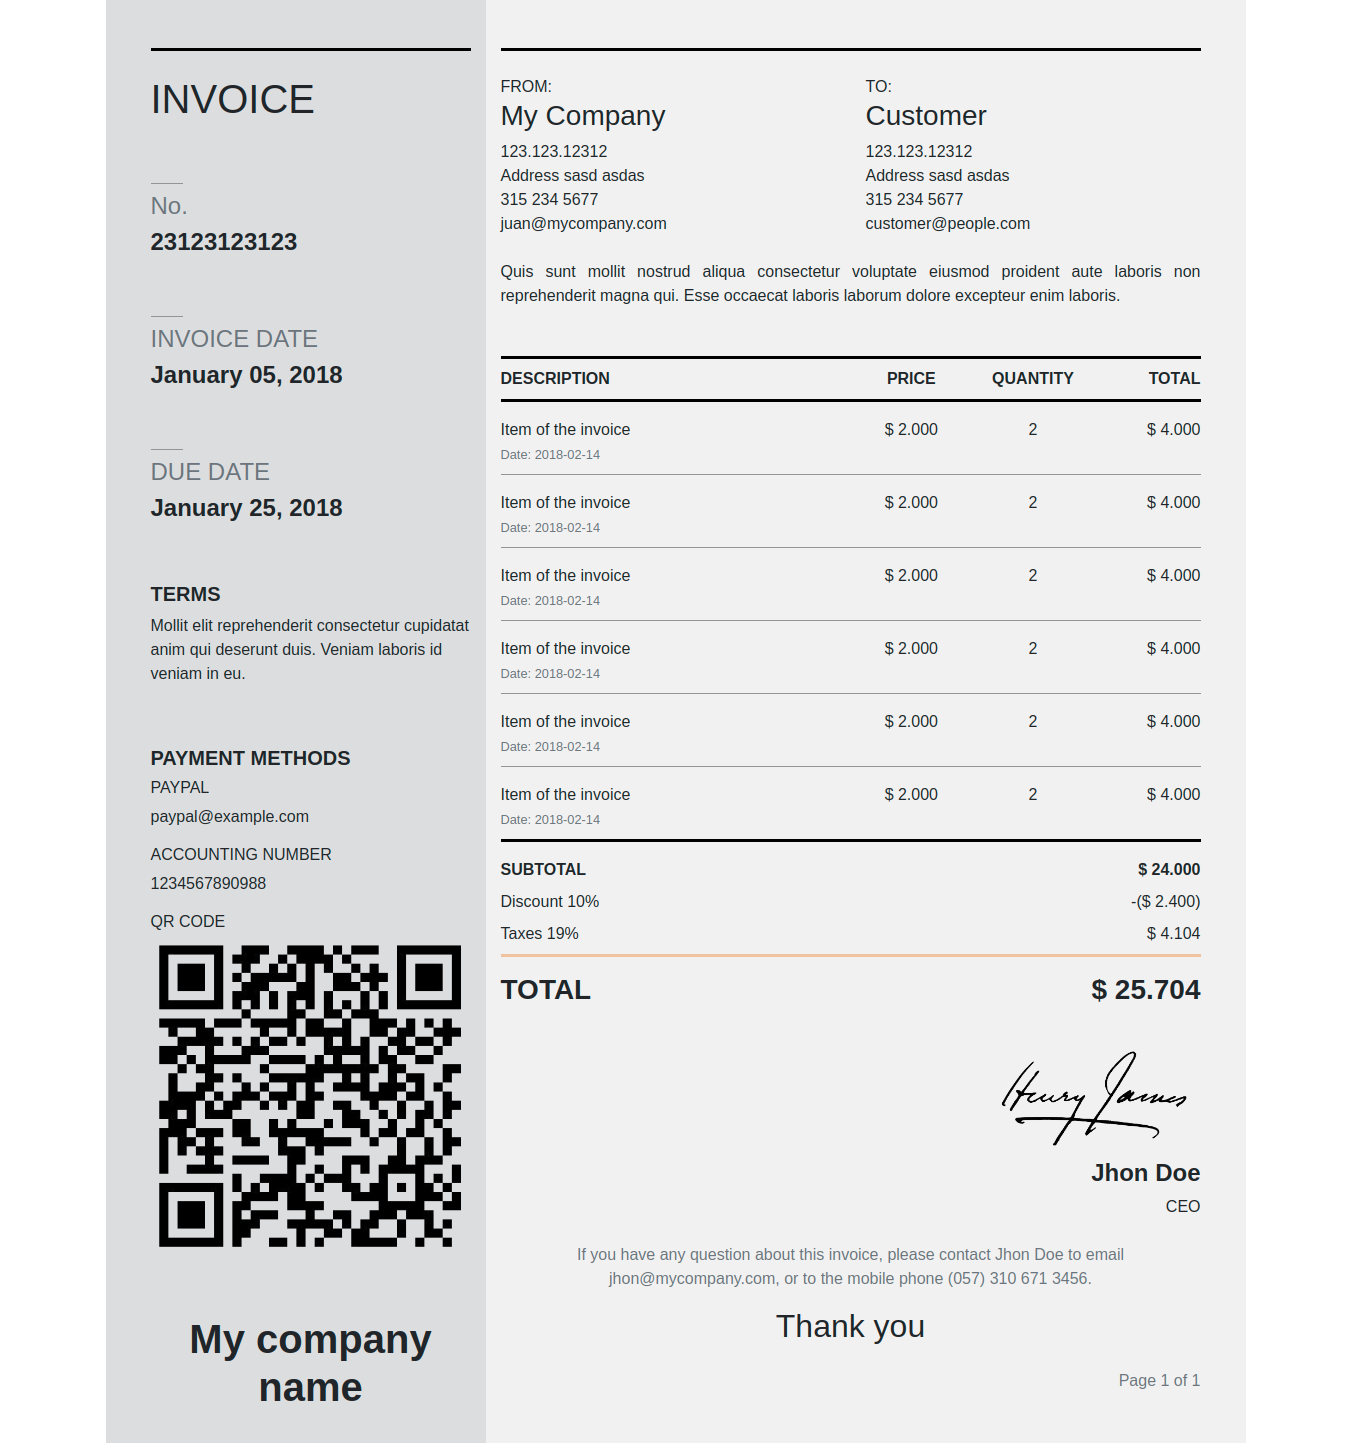 INVOICE
No.
23123123123
INVOICE DATE
January 05, 2018
DUE DATE
January 25, 2018
TERMS
Mollit elit reprehenderit consectetur cupidatat
anim qui deserunt duis. Veniam laboris id
veniam in eu.
PAYMENT METHODS
PAYPAL
paypal@example.com
ACCOUNTING NUMBER
1234567890988
QR CODE
My company
name
FROM:
My Company
123.123.12312
Address sasd asdas
315 234 5677
juan@mycompany.com
TO:
Customer
123.123.12312
Address sasd asdas
315 234 5677
customer@people.com
Quis sunt mollit nostrud aliqua consectetur voluptate eiusmod proident aute laboris non
reprehenderit magna qui. Esse occaecat laboris laborum dolore excepteur enim laboris.
DESCRIPTION PRICE QUANTITY TOTAL
Item of the invoice $ 2.000 2 $ 4.000
Date: 2018-02-14
Item of the invoice $ 2.000 2 $ 4.000
Date: 2018-02-14
Item of the invoice $ 2.000 2 $ 4.000
Date: 2018-02-14
Item of the invoice $ 2.000 2 $ 4.000
Date: 2018-02-14
Item of the invoice $ 2.000 2 $ 4.000
Date: 2018-02-14
Item of the invoice $ 2.000 2 $ 4.000
Date: 2018-02-14
SUBTOTAL $ 24.000
Discount 10% -($ 2.400)
Taxes 19% $ 4.104
TOTAL $ 25.704
Henry James
Jhon Doe
CEO
If you have any question about this invoice, please contact Jhon Doe to email
jhon@mycompany.com, or to the mobile phone (057) 310 671 3456.
Thank you
Page 1 of 1